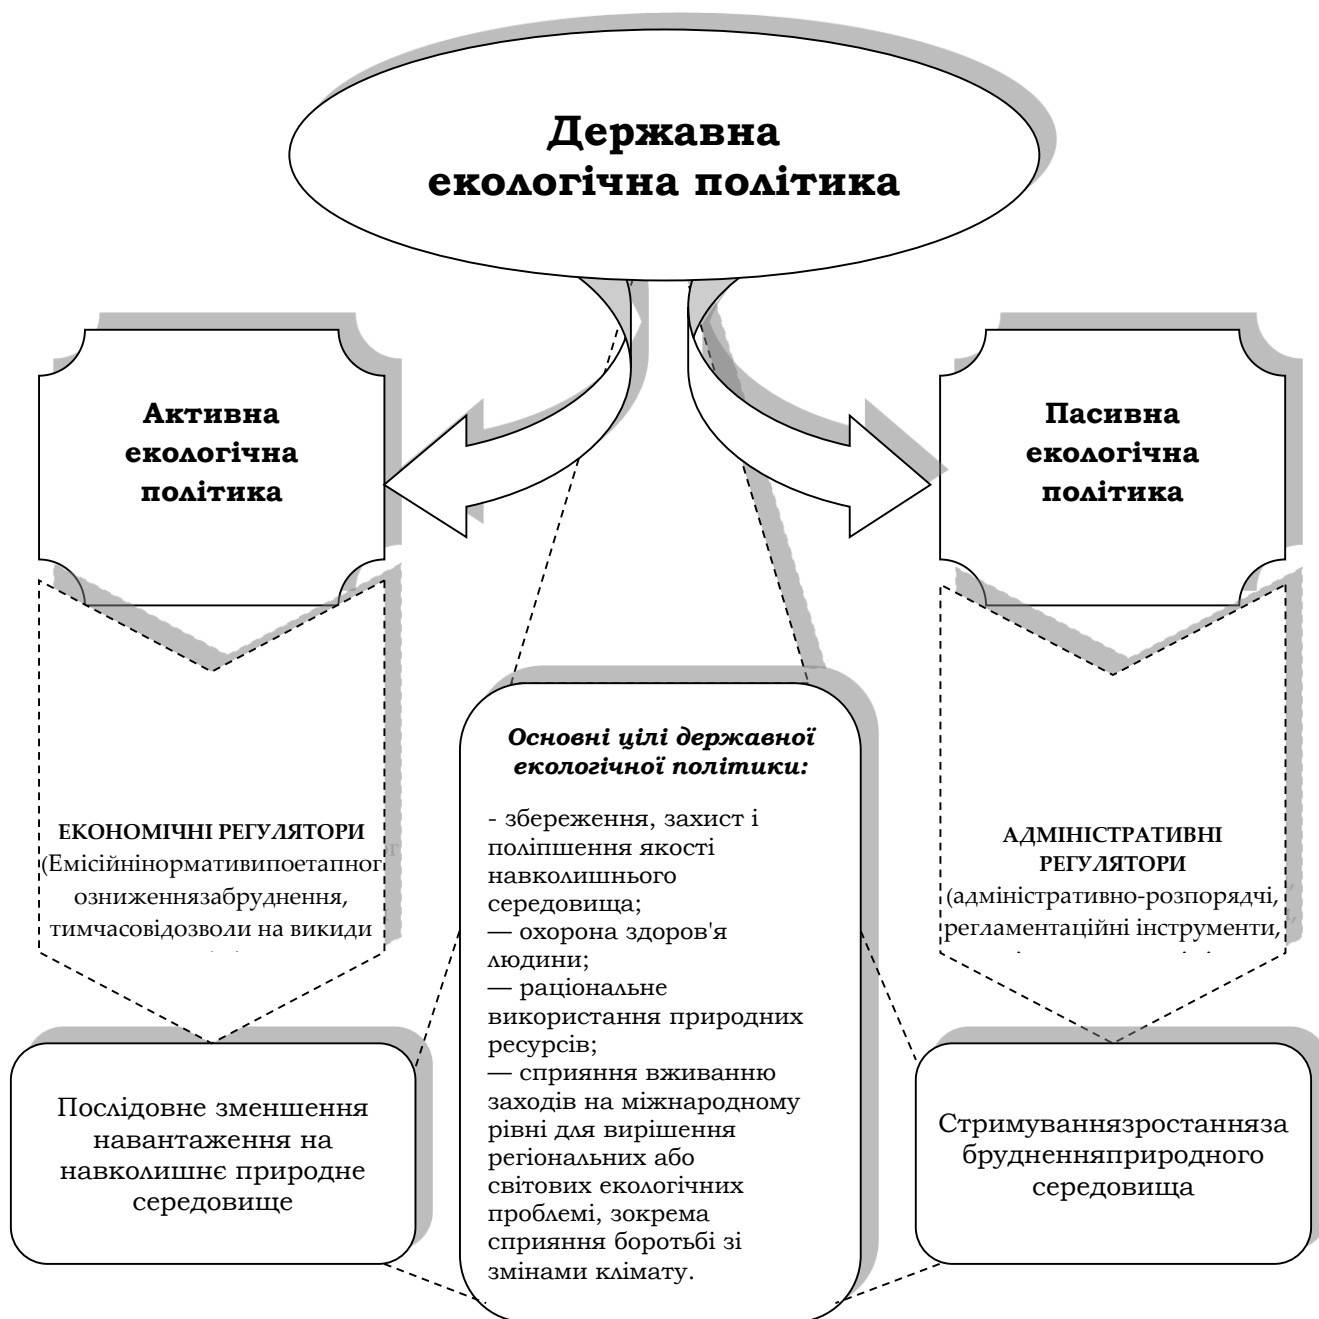 Державна
екологічна політика
Активна
екологічна
політика
Пасивна
екологічна
політика
ЕКОНОМІЧНІ РЕГУЛЯТОРИ
(Емісійнінормативипоетапног
озниженнязабруднення,
тимчасовідозволи на викиди
Основні цілі державної
екологічної політики:
- збереження, захист і
поліпшення якості
навколишнього
середовища;
— охорона здоров'я
людини;
— раціональне
використання природних
ресурсів;
— сприяння вживанню
заходів на міжнародному
рівні для вирішення
регіональних або
світових екологічних
проблемі, зокрема
сприяння боротьбі зі
змінами клімату.
АДМІНІСТРАТИВНІ
РЕГУЛЯТОРИ
(адміністративно-розпорядчі,
регламентаційні інструменти,
Послідовне зменшення
навантаження на
навколишнє природне
середовище
Стримуваннязростанняза
брудненняприродного
середовища